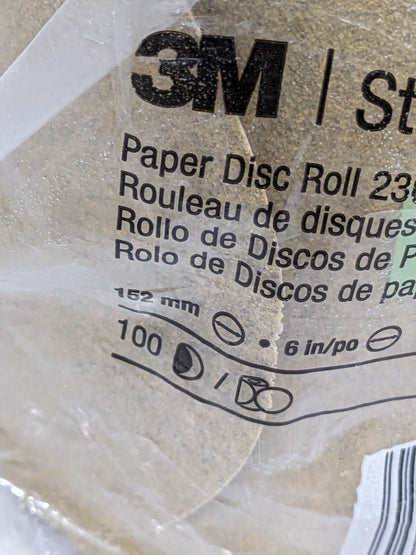 3M | St
Paper Disc Roll 23
Rouleau de disques
Rollo de Discos de P
Rolo de Discos de pa
152 mm • 6 in/po
100 /